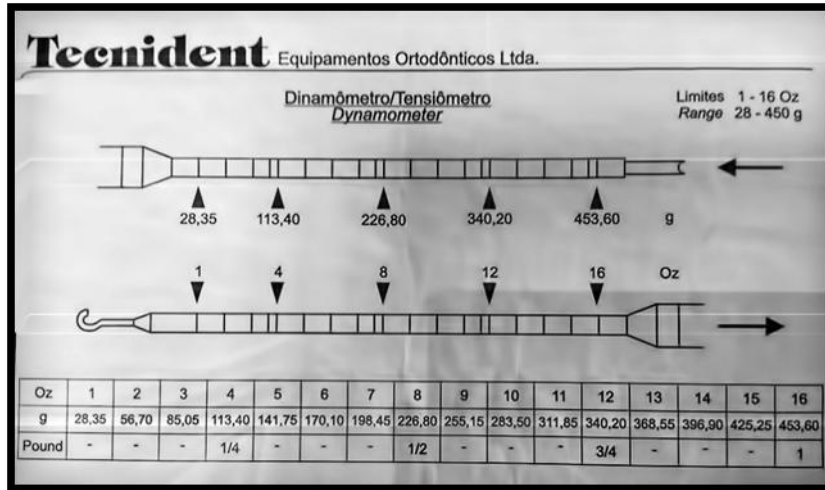 Tecnident Equipamentos Ortodônticos Ltda.
Dinamômetro/Tensiômetro
Dynamometer
Limites 1 - 16 Oz
Range 28 - 450 g
28,35 113,40 226,80 340,20 453,60 g
1 4 8 12 16 Oz
Oz 1 2 3 4 5 6 7 8 9 10 11 12 13 14 15 16
g 28,35 56,70 85,05 113,40 141,75 170,10 198,45 226,80 255,15 283,50 311,85 340,20 368,55 396,90 425,25 453,60
Pound - - - 1/4 - - - 1/2 - - - 3/4 - - - 1